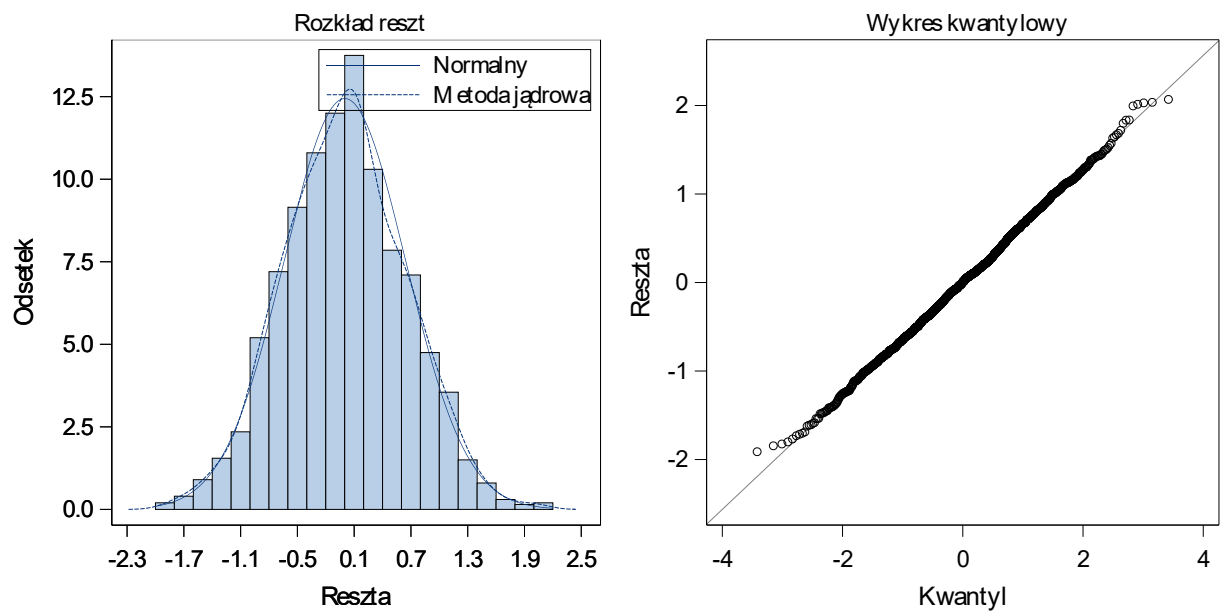 Rozkład reszt
Normalny
Metoda jądrowa
12.5
10.0
7.5
5.0
2.5
0.0
Odsetek
-2.3 -1.7 -1.1 -0.5 0.1 0.7 1.3 1.9 2.5
Reszta
Wykres kwantylowy
2
1
0
-1
-2
Reszta
-4 -2 0 2 4
Kwantyl